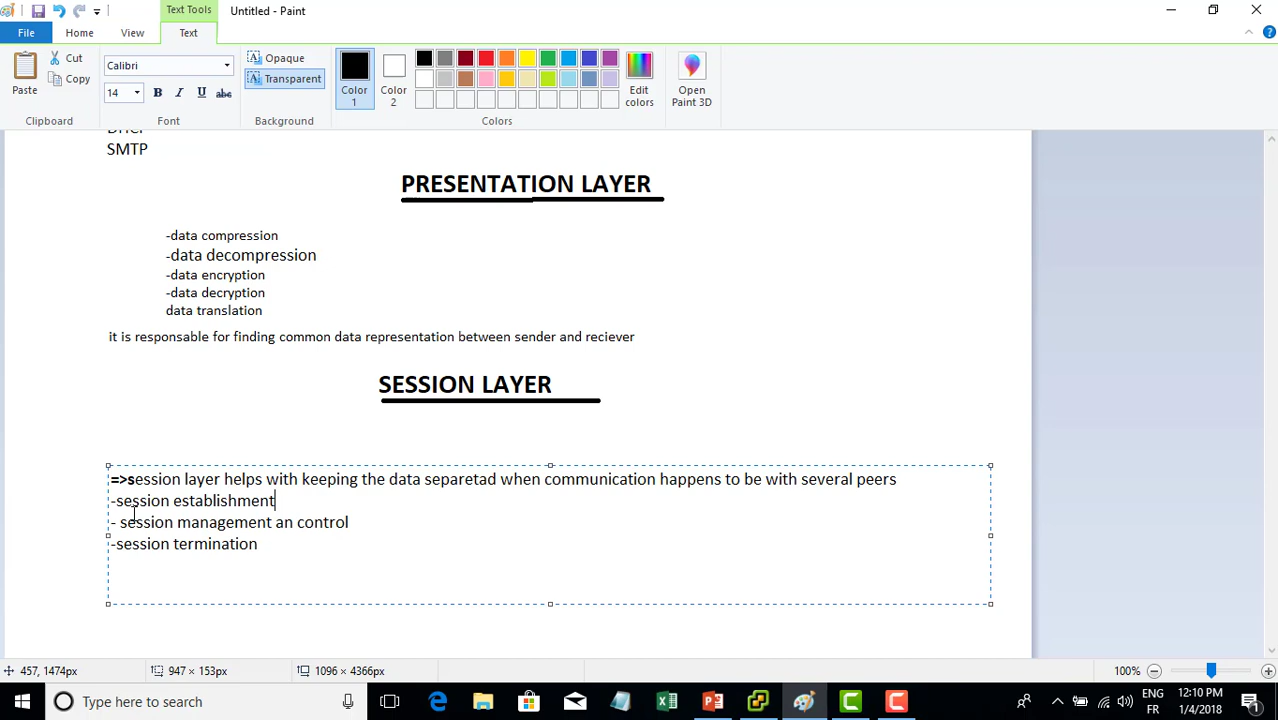 Text Tools
Untitled - Paint
File
Home
View
Text
Paste
Cut
Copy
Clipboard
Calibri
14
B I U abc
Font
Opaque
Transparent
Background
Color 1
Color 2
Edit colors
Colors
Open Paint 3D
SMTP
PRESENTATION LAYER
-data compression
-data decompression
-data encryption
-data decryption
data translation
it is responsable for finding common data representation between sender and reciever
SESSION LAYER
=>session layer helps with keeping the data separetad when communication happens to be with several peers
-session establishment
- session management an control
-session termination
457, 1474px
947 × 153px
1096 × 4366px
100%
Type here to search
ENG
FR
12:10 PM
1/4/2018
1